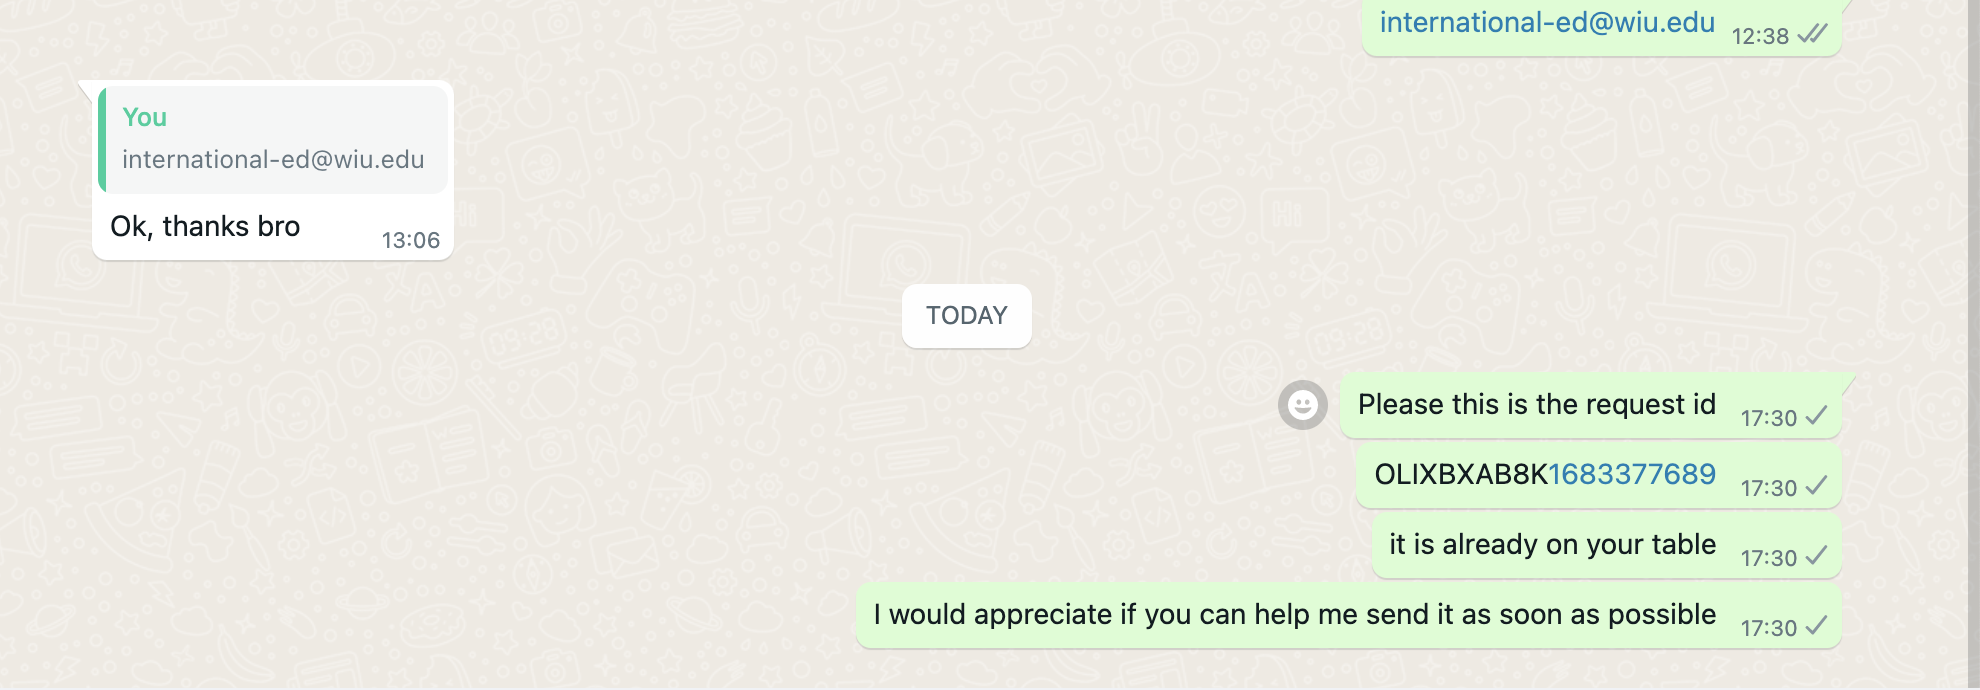 international-ed@wiu.edu 12:38
You
international-ed@wiu.edu
Ok, thanks bro 13:06
TODAY
Please this is the request id 17:30
OLIXBXAB8K1683377689 17:30
it is already on your table 17:30
I would appreciate if you can help me send it as soon as possible 17:30